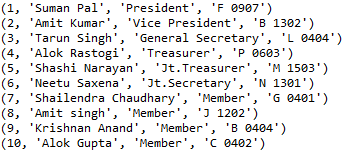 (1, 'Suman Pal', 'President', 'F 0907')
(2, 'Amit Kumar', 'Vice President', 'B 1302')
(3, 'Tarun Singh', 'General Secretary', 'L 0404')
(4, 'Alok Rastogi', 'Treasurer', 'P 0603')
(5, 'Shashi Narayan', 'Jt.Treasurer', 'M 1503')
(6, 'Neetu Saxena', 'Jt.Secretary', 'N 1301')
(7, 'Shailendra Chaudhary', 'Member', 'G 0401')
(8, 'Amit singh', 'Member', 'J 1202')
(9, 'Krishnan Anand', 'Member', 'B 0404')
(10, 'Alok Gupta', 'Member', 'C 0402')